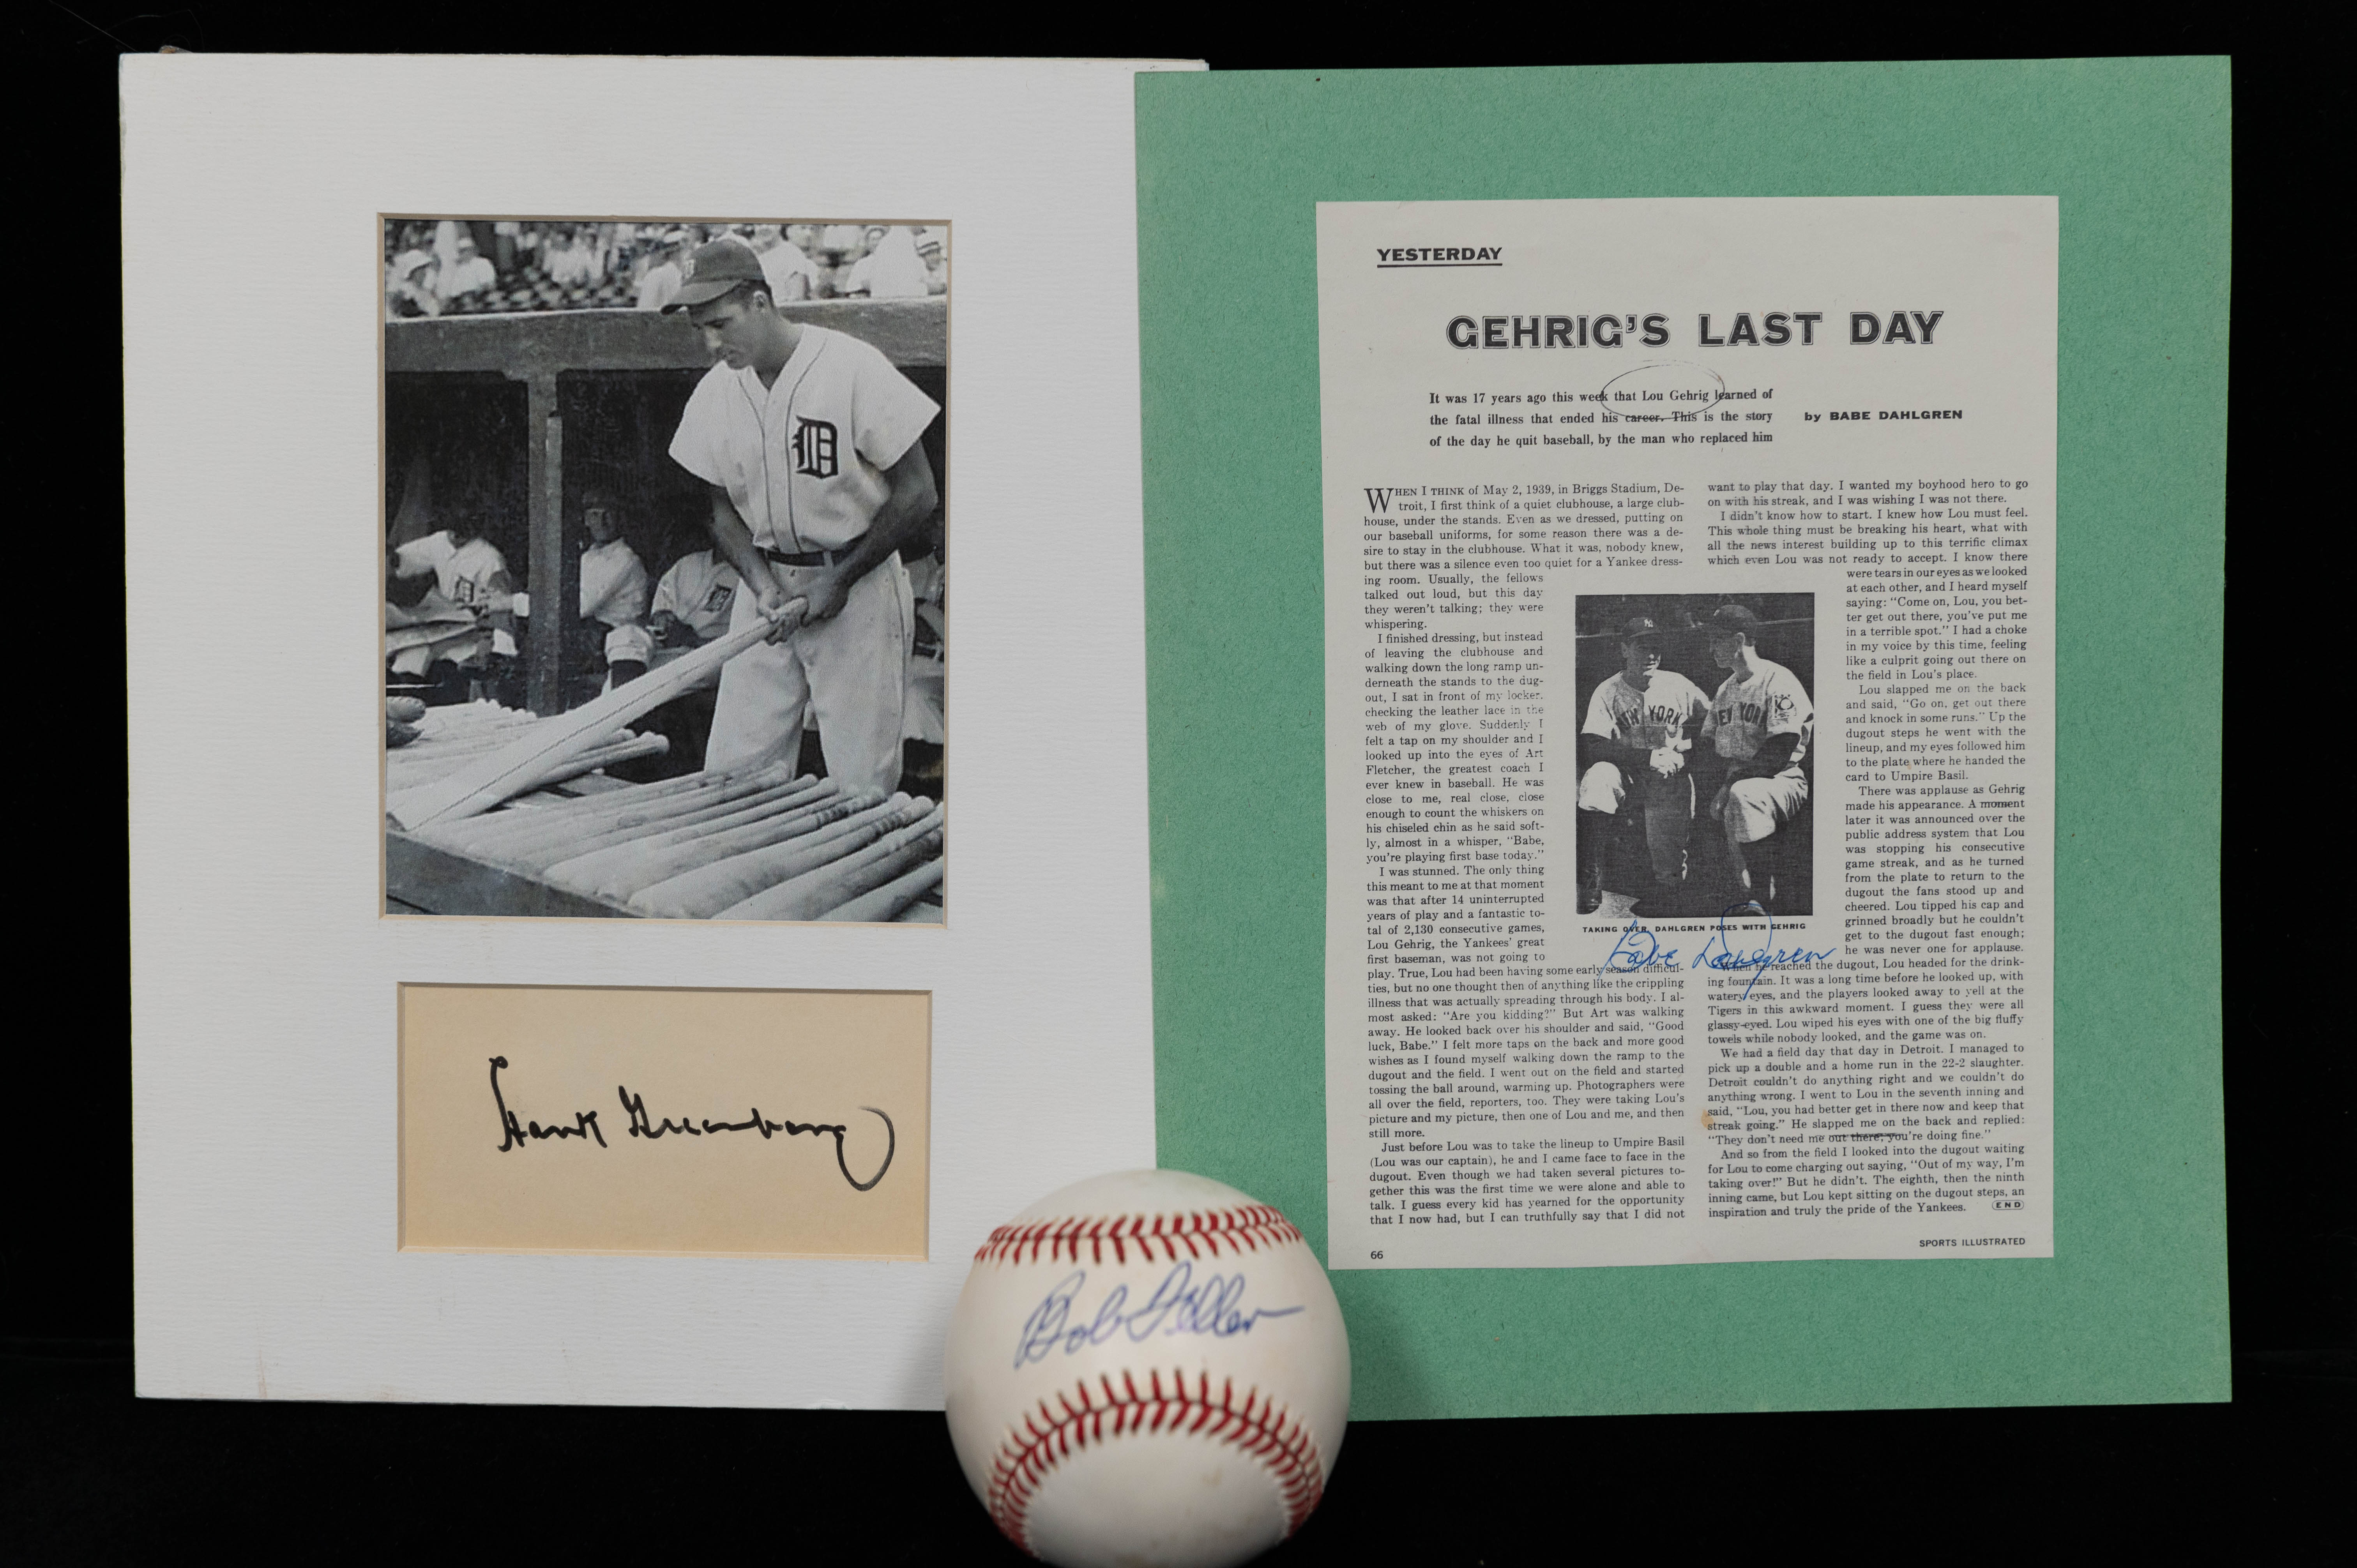 D
Hank Greenberg
Bob Feller
YESTERDAY
GEHRIG'S LAST DAY
It was 17 years ago this week that Lou Gehrig learned of
the fatal illness that ended his career. This is the story
of the day he quit baseball, by the man who replaced him
by BABE DAHLGREN
WHEN I THINK of May 2, 1939, in Briggs Stadium, De-
troit, I first think of a quiet clubhouse, a large club-
house, under the stands. Even as we dressed, putting on
our baseball uniforms, for some reason there was a de-
sire to stay in the clubhouse. What it was, nobody knew,
but there was a silence even too quiet for a Yankee dress-
ing room. Usually, the fellows
talked out loud, but this day
they weren't talking; they were
whispering.
I finished dressing, but instead
of leaving the clubhouse and
walking down the long ramp un-
derneath the stands to the dug-
out, I sat in front of my locker.
checking the leather lace in the
web of my glove. Suddenly I
felt a tap on my shoulder and I
looked up into the eyes of Art
Fletcher, the greatest coach I
ever knew in baseball. He was
close to me, real close, close
enough to count the whiskers on
his chiseled chin as he said soft-
ly, almost in a whisper, "Babe,
you're playing first base today."
I was stunned. The only thing
this meant to me at that moment
was that after 14 uninterrupted
years of play and a fantastic to-
tal of 2,130 consecutive games,
Lou Gehrig, the Yankees' great
first baseman, was not going to
play. True, Lou had been having some early season difficul-
ties, but no one thought then of anything like the crippling
illness that was actually spreading through his body. I al-
most asked: "Are you kidding?" But Art was walking
away. He looked back over his shoulder and said, "Good
luck, Babe." I felt more taps on the back and more good
wishes as I found myself walking down the ramp to the
dugout and the field. I went out on the field and started
tossing the ball around, warming up. Photographers were
all over the field, reporters, too. They were taking Lou's
picture and my picture, then one of Lou and me, and then
still more.
Just before Lou was to take the lineup to Umpire Basil
(Lou was our captain), he and I came face to face in the
dugout. Even though we had taken several pictures to-
gether this was the first time we were alone and able to
talk. I guess every kid has yearned for the opportunity
that I now had, but I can truthfully say that I did not
want to play that day. I wanted my boyhood hero to go
on with his streak, and I was wishing I was not there.
I didn't know how to start. I knew how Lou must feel.
This whole thing must be breaking his heart, what with
all the news interest building up to this terrific climax
which even Lou was not ready to accept. I know there
were tears in our eyes as we looked
at each other, and I heard myself
saying: "Come on, Lou, you bet-
ter get out there, you've put me
in a terrible spot." I had a choke
in my voice by this time, feeling
like a culprit going out there on
the field in Lou's place.
Lou slapped me on the back
and said, "Go on, get out there
and knock in some runs." Up the
dugout steps he went with the
lineup, and my eyes followed him
to the plate where he handed the
card to Umpire Basil.
There was applause as Gehrig
made his appearance. A moment
later it was announced over the
public address system that Lou
was stopping his consecutive
game streak, and as he turned
from the plate to return to the
dugout the fans stood up and
cheered. Lou tipped his cap and
grinned broadly but he couldn't
get to the dugout fast enough;
he was never one for applause.
When he reached the dugout, Lou headed for the drink-
ing fountain. It was a long time before he looked up, with
watery eyes, and the players looked away to yell at the
Tigers in this awkward moment. I guess they were all
glassy-eyed. Lou wiped his eyes with one of the big fluffy
towels while nobody looked, and the game was on.
We had a field day that day in Detroit. I managed to
pick up a double and a home run in the 22-2 slaughter.
Detroit couldn't do anything right and we couldn't do
anything wrong. I went to Lou in the seventh inning and
said, "Lou, you had better get in there now and keep that
streak going." He slapped me on the back and replied:
"They don't need me out there; you're doing fine."
And so from the field I looked into the dugout waiting
for Lou to come charging out saying, "Out of my way, I'm
taking over!" But he didn't. The eighth, then the ninth
inning came, but Lou kept sitting on the dugout steps, an
inspiration and truly the pride of the Yankees. END
NEW YORK
NEW YORK
TAKING OVER, DAHLGREN POSES WITH GEHRIG
Babe Dahlgren
66
SPORTS ILLUSTRATED